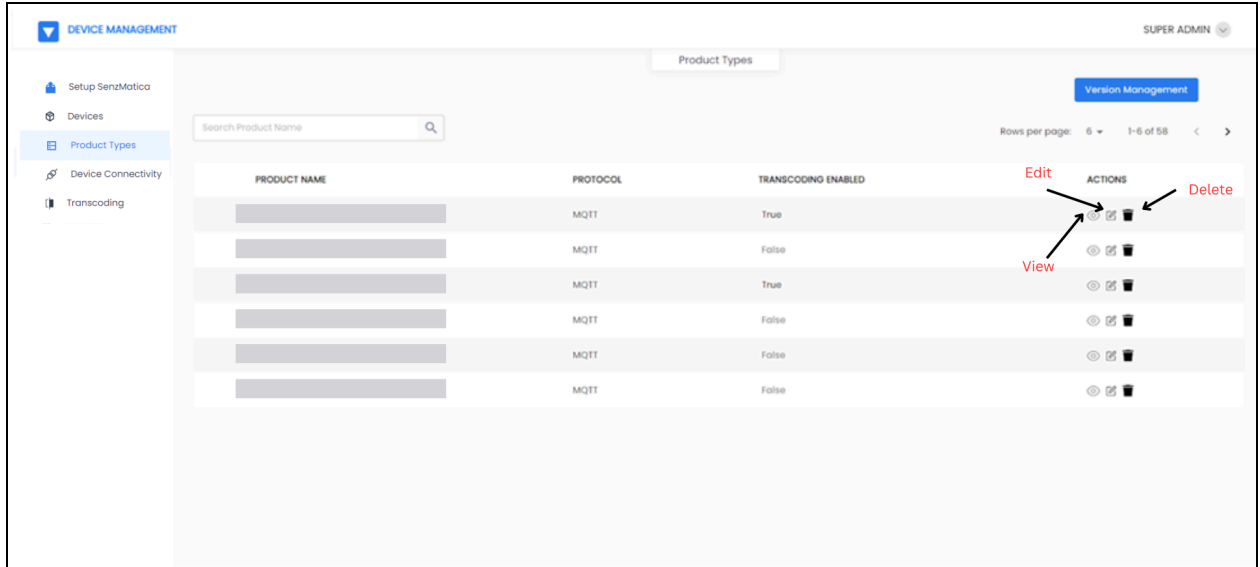 DEVICE MANAGEMENT
SUPER ADMIN
Product Types
Setup SenzMatica
Devices
Product Types
Device Connectivity
Transcoding
Version Management
Search Product Name
Rows per page: 6 1-6 of 58
PRODUCT NAME PROTOCOL TRANSCODING ENABLED ACTIONS
Edit
Delete
View
MQTT True
MQTT False
MQTT True
MQTT False
MQTT False
MQTT False